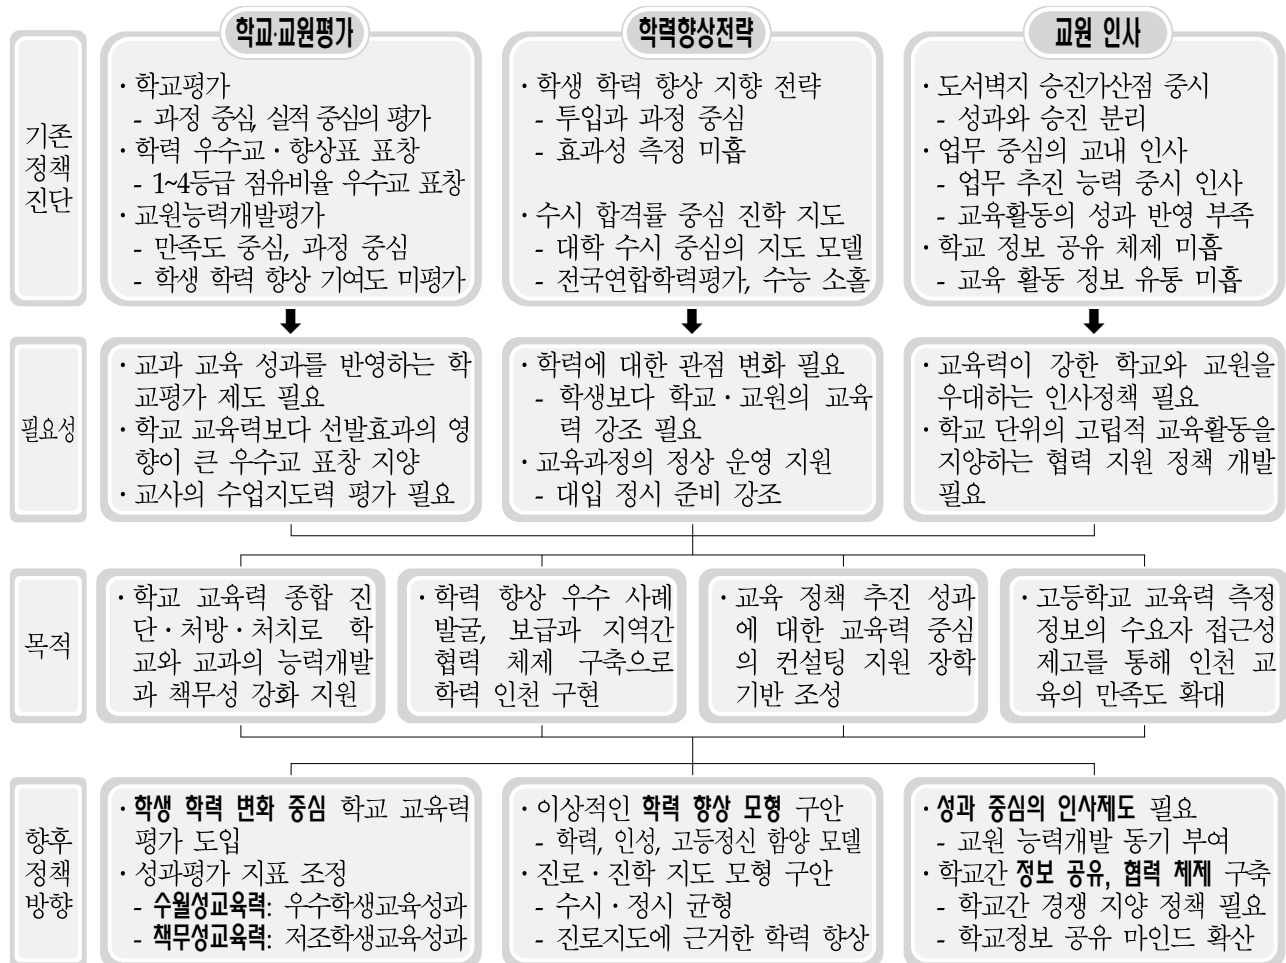 학교·교원평가
학력향상전략
교원 인사
기존
정책
진단
· 학교평가
- 과정 중심, 실적 중심의 평가
· 학력 우수교 · 향상표 표창
- 1~4등급 점유비율 우수교 표창
· 교원능력개발평가
- 만족도 중심, 과정 중심
- 학생 학력 향상 기여도 미평가
· 학생 학력 향상 지향 전략
- 투입과 과정 중심
- 효과성 측정 미흡
· 수시 합격률 중심 진학 지도
- 대학 수시 중심의 지도 모델
- 전국연합학력평가, 수능 소홀
· 도서벽지 승진가산점 중시
- 성과와 승진 분리
· 업무 중심의 교내 인사
- 업무 추진 능력 중시 인사
- 교육활동의 성과 반영 부족
· 학교 정보 공유 체제 미흡
- 교육 활동 정보 유통 미흡
필요성
· 교과 교육 성과를 반영하는 학
교평가 제도 필요
· 학교 교육력보다 선발효과의 영
향이 큰 우수교 표창 지양
· 교사의 수업지도력 평가 필요
· 학력에 대한 관점 변화 필요
- 학생보다 학교 · 교원의 교육
력 강조 필요
· 교육과정의 정상 운영 지원
- 대입 정시 준비 강조
· 교육력이 강한 학교와 교원을
우대하는 인사정책 필요
· 학교 단위의 고립적 교육활동을
지양하는 협력 지원 정책 개발
필요
목적
· 학교 교육력 종합 진
단 · 처방 · 처치로 학
교와 교과의 능력개발
과 책무성 강화 지원
· 학력 향상 우수 사례
발굴, 보급과 지역간
협력 체제 구축으로
학력 인천 구현
· 교육 정책 추진 성과
에 대한 교육력 중심
의 컨설팅 지원 장학
기반 조성
· 고등학교 교육력 측정
정보의 수요자 접근성
제고를 통해 인천 교
육의 만족도 확대
향후
정책
방향
· 학생 학력 변화 중심 학교 교육력
평가 도입
· 성과평가 지표 조정
- 수월성교육력: 우수학생교육성과
- 책무성교육력: 저조학생교육성과
· 이상적인 학력 향상 모형 구안
- 학력, 인성, 고등정신 함양 모델
· 진로 · 진학 지도 모형 구안
- 수시 · 정시 균형
- 진로지도에 근거한 학력 향상
· 성과 중심의 인사제도 필요
- 교원 능력개발 동기 부여
· 학교간 정보 공유, 협력 체제 구축
- 학교간 경쟁 지양 정책 필요
- 학교정보 공유 마인드 확산